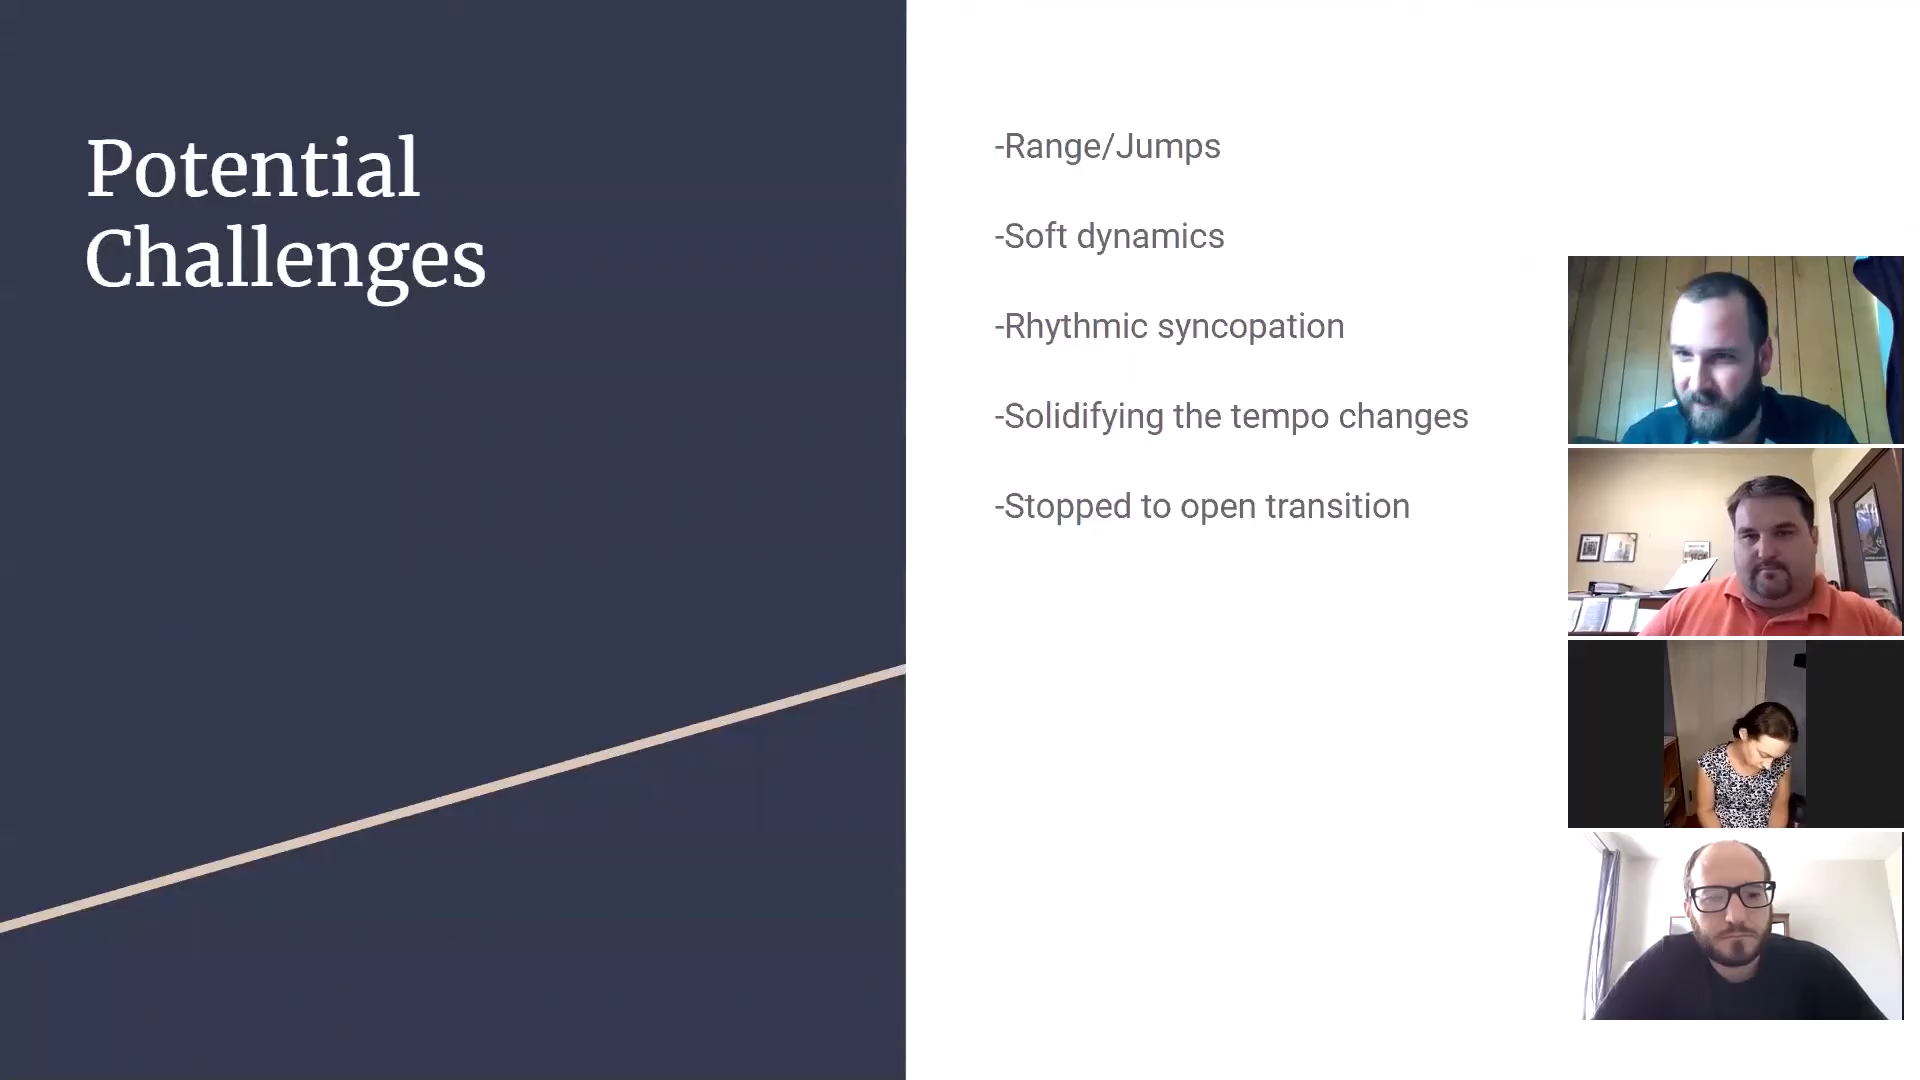 Potential
Challenges
-Range/Jumps
-Soft dynamics
-Rhythmic syncopation
-Solidifying the tempo changes
-Stopped to open transition